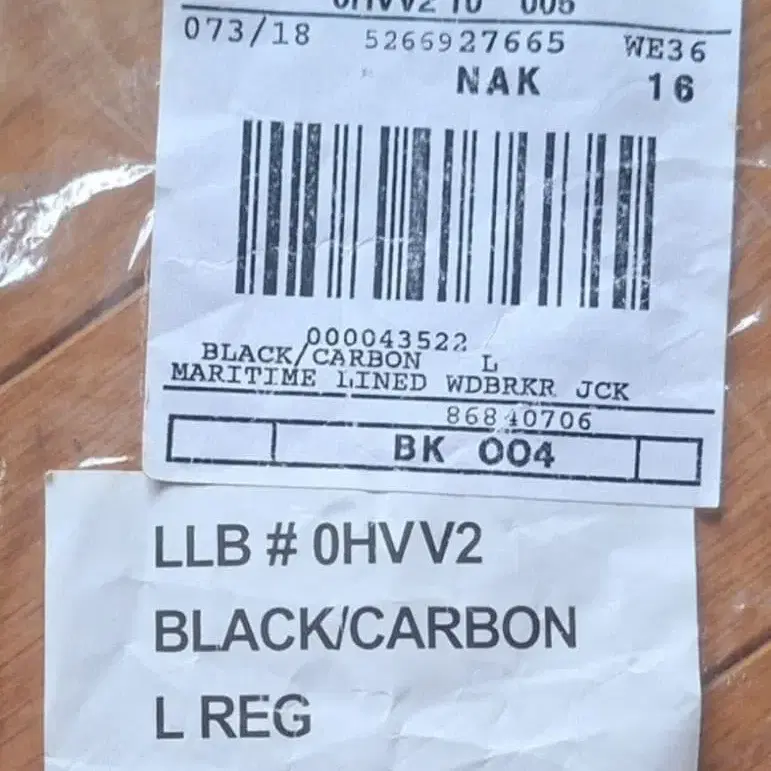 073/18 5266927665 WE36
NAK 16
000043522
BLACK/CARBON L
MARITIME LINED WDBRKR JCK
86840706
BK 004
LLB # 0HVV2
BLACK/CARBON
L REG